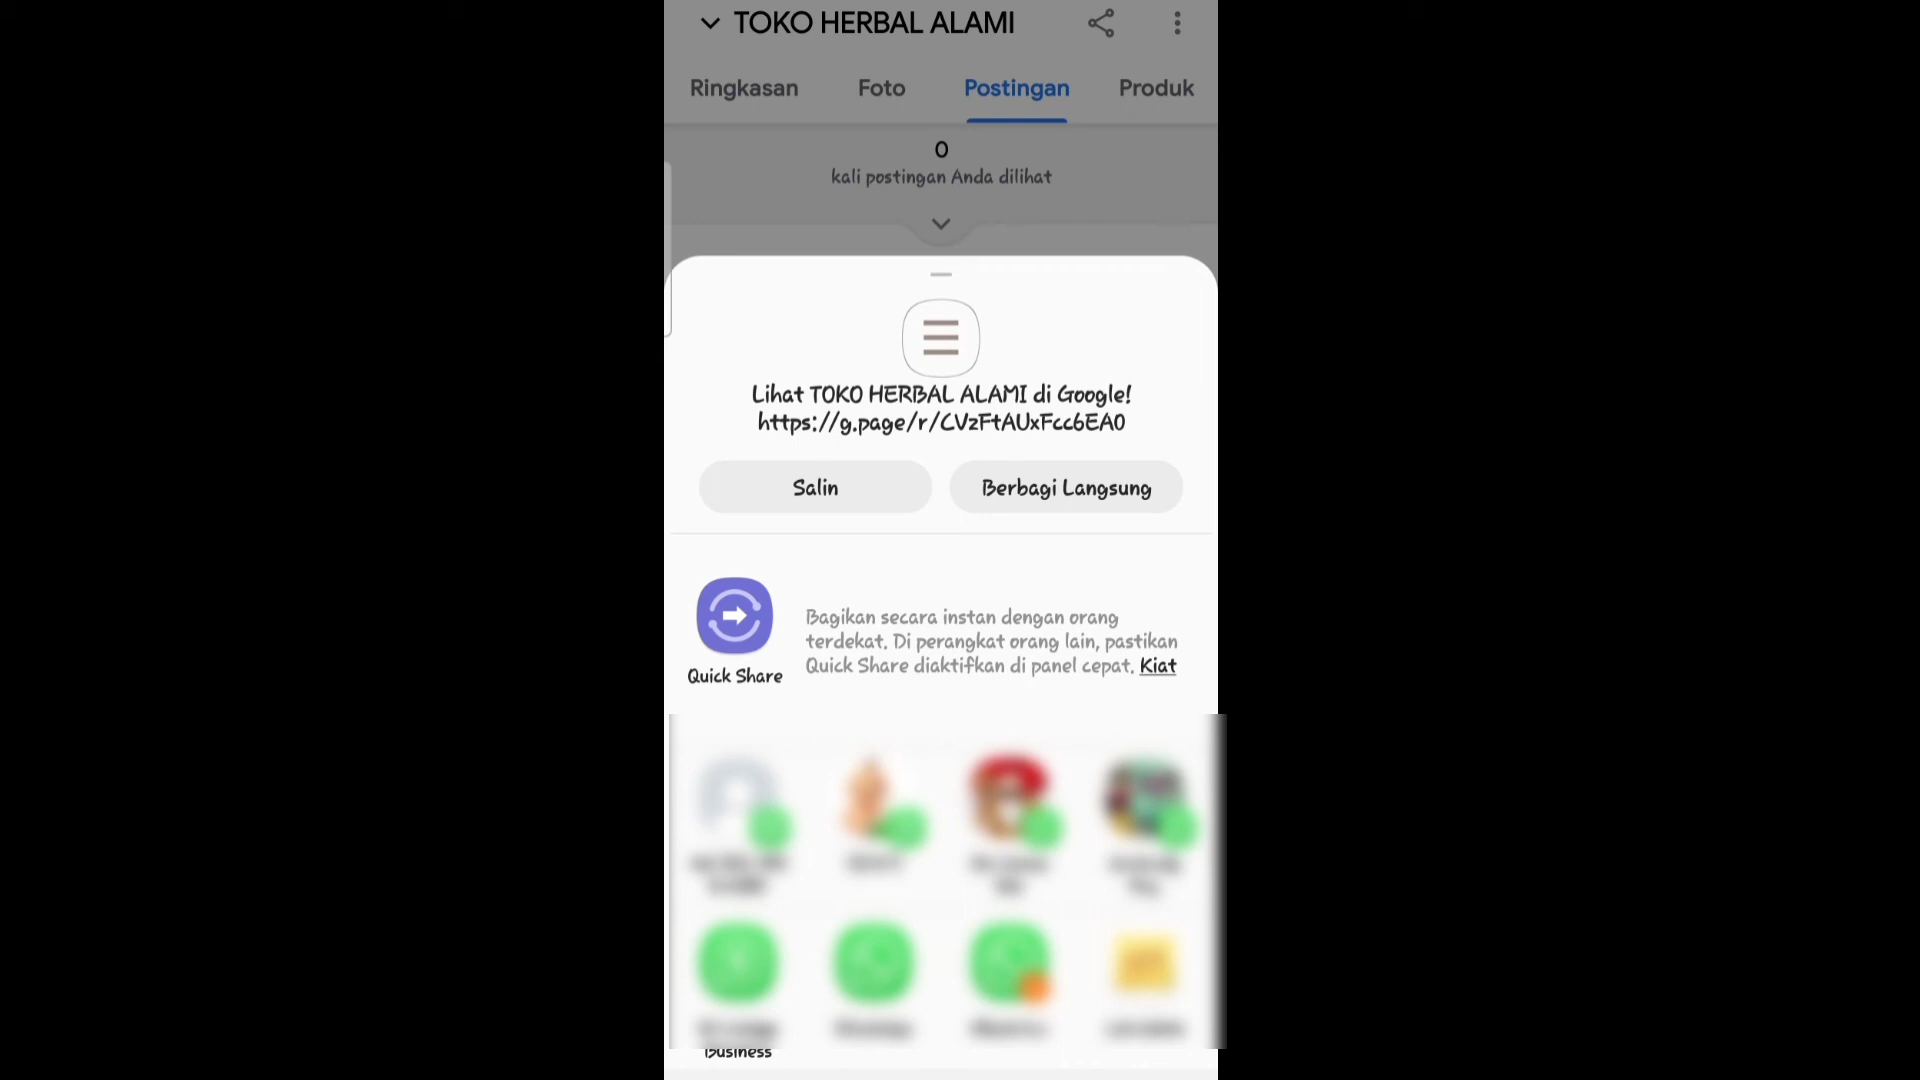 TOKO HERBAL ALAMI
Ringkasan Foto Postingan Produk
0
kali postingan Anda dilihat
Lihat TOKO HERBAL ALAMI di Google!
https://g.page/r/CVzFtAUxFcc6EA0
Salin Berbagi Langsung
Bagikan secara instan dengan orang
terdekat. Di perangkat orang lain, pastikan
Quick Share diaktifkan di panel cepat. Kiat
Quick Share
Business